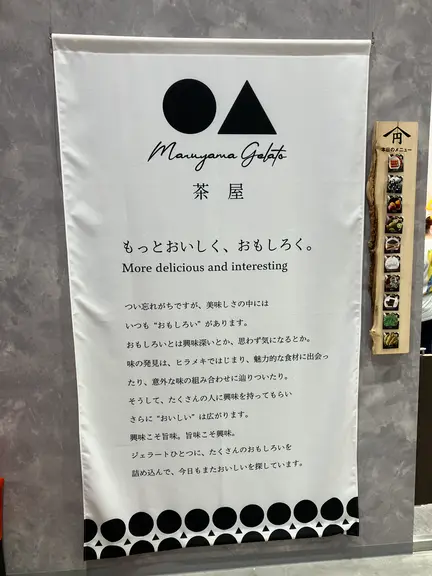 Maruyama Gelato
茶屋
もっとおいしく、おもしろく。
More delicious and interesting
つい忘れがちですが、美味しさの中には
いつも“おもしろい”があります。
おもしろいとは興味深いとか、思わず気になるとか。
味の発見は、ヒラメキではじまり、魅力的な食材に出会っ
たり、意外な味の組み合わせに辿りついたり。
そうして、たくさんの人に興味を持ってもらい
さらに“おいしい”は広がります。
興味こそ旨味。旨味こそ興味。
ジェラートひとつに、たくさんのおもしろいを
詰め込んで、今日もまたおいしいを探しています。
円
本日のメニュー